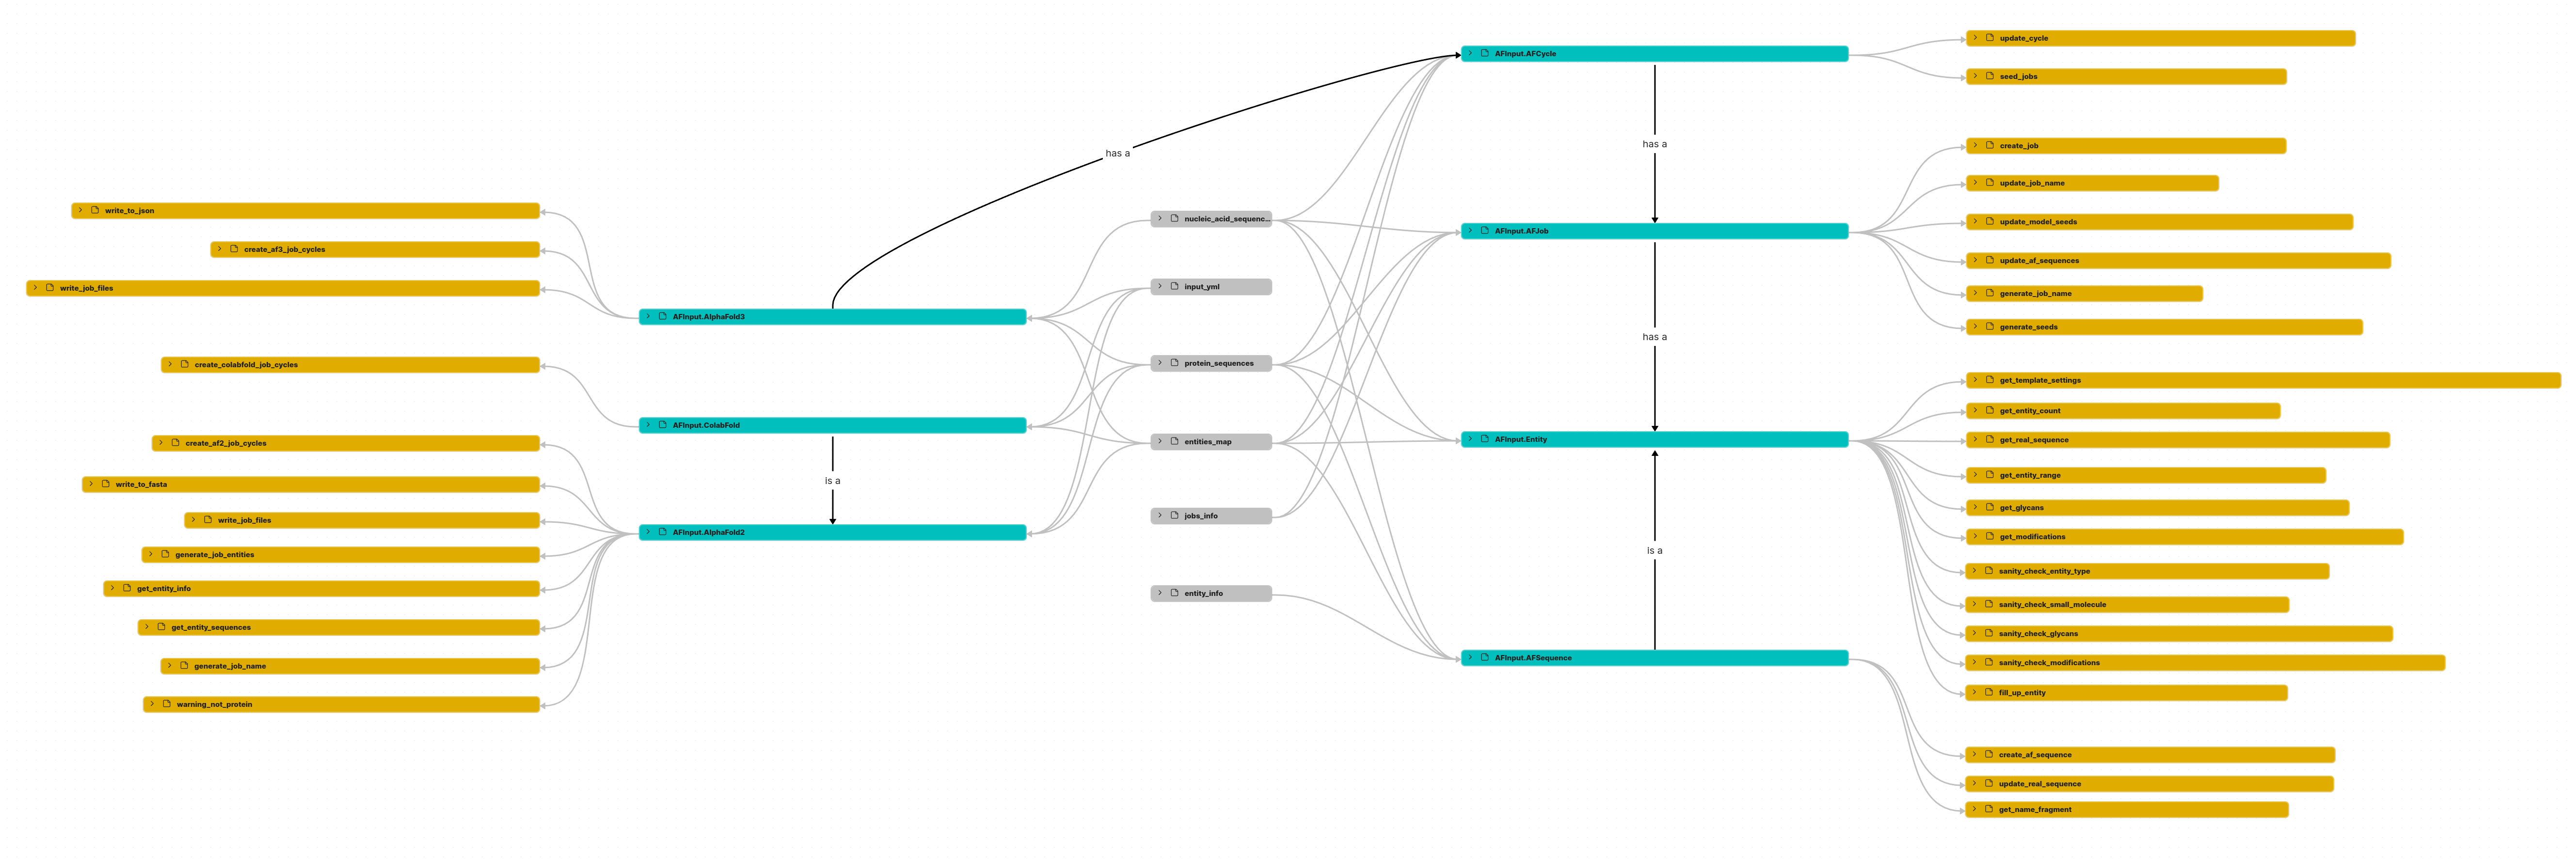 write_to_json
create_af3_job_cycles
write_job_files
create_colabfold_job_cycles
create_af2_job_cycles
write_to_fasta
write_job_files
generate_job_entities
get_entity_info
get_entity_sequences
generate_job_name
warning_not_protein
AFInput.AlphaFold3
AFInput.ColabFold
is a
AFInput.AlphaFold2
has a
nucleic_acid_sequenc...
input_yml
protein_sequences
entities_map
jobs_info
entity_info
AFInput.AFCycle
has a
AFInput.AFJob
has a
AFInput.Entity
is a
AFInput.AFSequence
update_cycle
seed_jobs
create_job
update_job_name
update_model_seeds
update_af_sequences
generate_job_name
generate_seeds
get_template_settings
get_entity_count
get_real_sequence
get_entity_range
get_glycans
get_modifications
sanity_check_entity_type
sanity_check_small_molecule
sanity_check_glycans
sanity_check_modifications
fill_up_entity
create_af_sequence
update_real_sequence
get_name_fragment